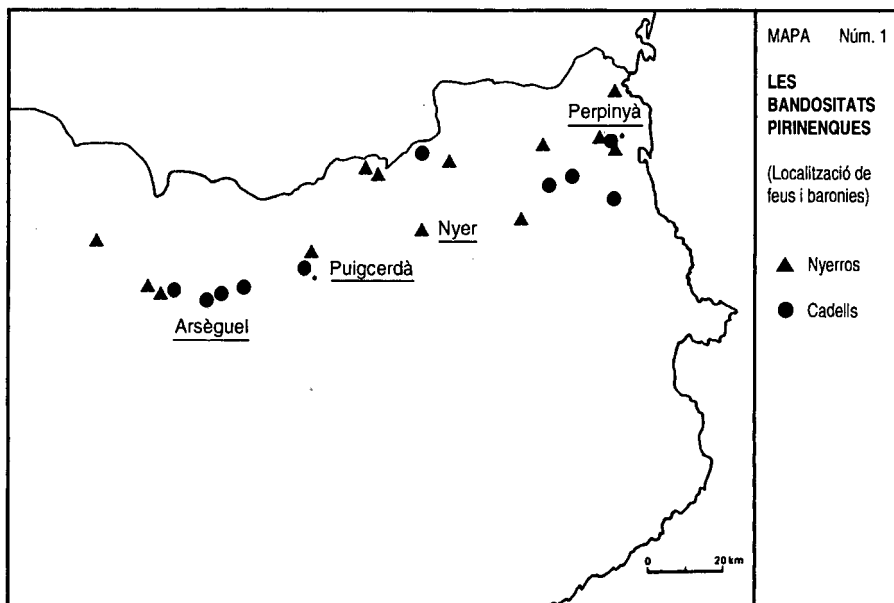 MAPA Núm. 1
LES
BANDOSITATS
PIRINENQUES
(Localització de
feus i baronies)
Nyerros
Cadells
Perpinyà
Nyer
Puigcerdà
Arsèguel
0 20 km